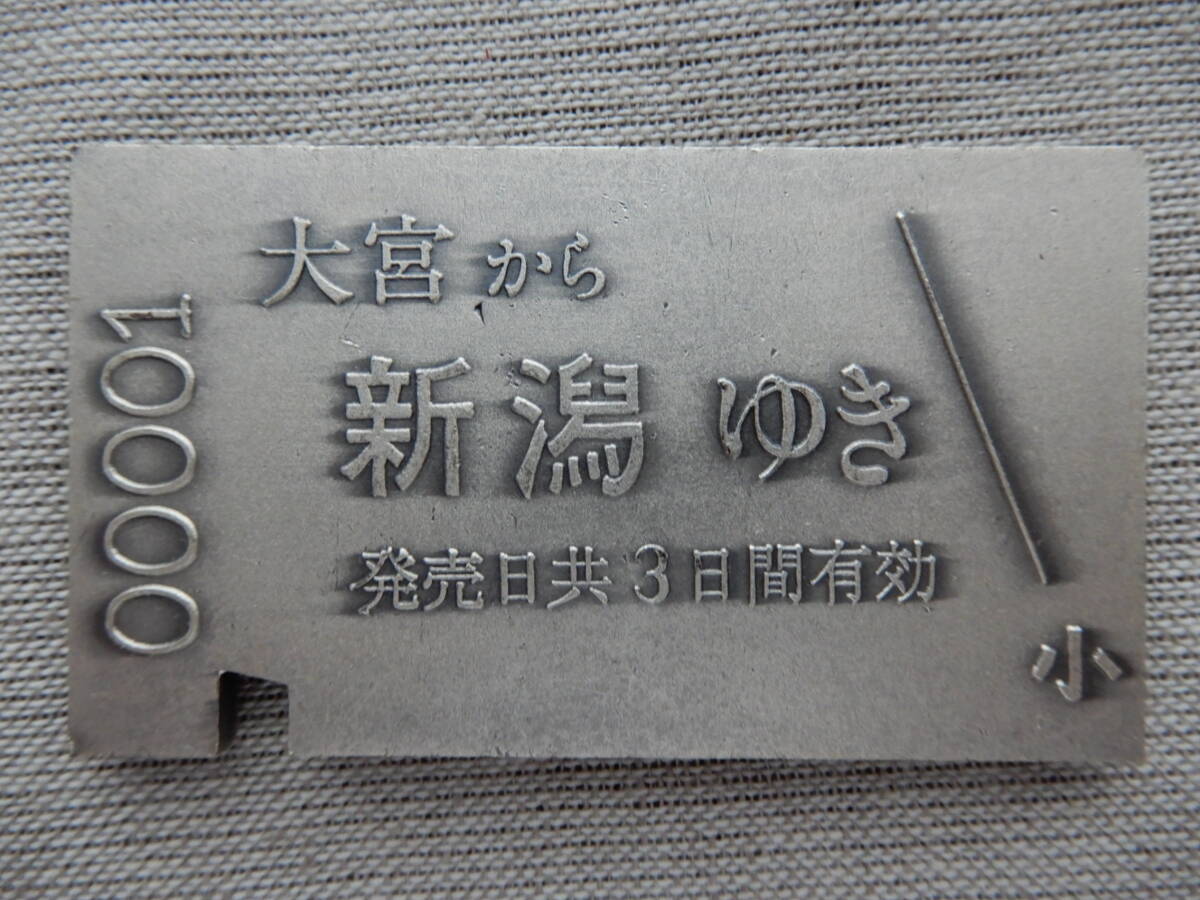 大宮から
新潟ゆき
発売日共3日間有効
小
00001